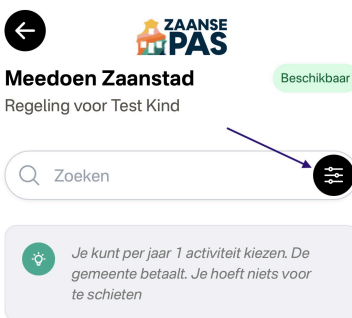 ZAANSE
PAS
Meedoen Zaanstad
Beschikbaar
Regeling voor Test Kind
Zoeken
Je kunt per jaar 1 activiteit kiezen. De
gemeente betaalt. Je hoeft niets voor
te schieten